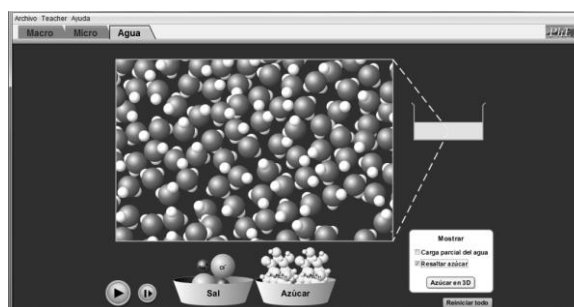 Archivo Teacher Ayuda
Macro Micro Agua
PhET
Mostrar
Carga parcial del agua
Resaltar azúcar
Azúcar en 3D
Sal Azúcar
Reiniciar todo